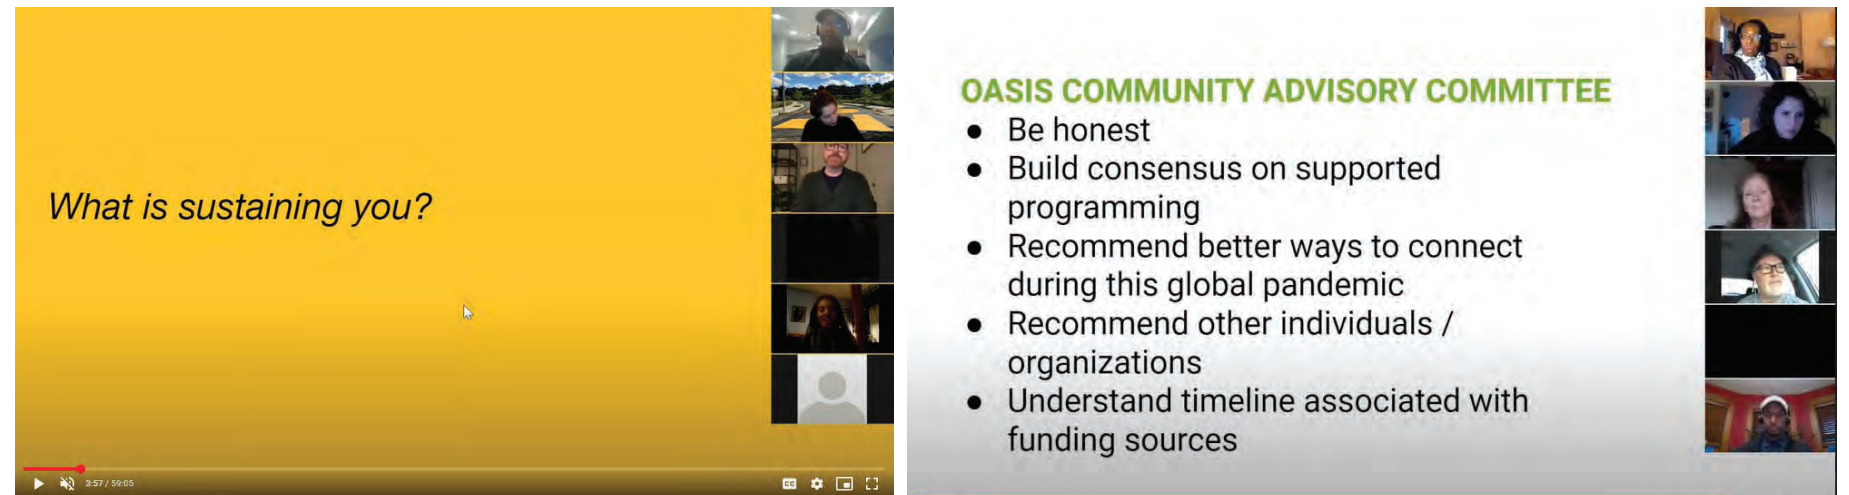 What is sustaining you?
3:57 / 59:05
CC
OASIS COMMUNITY ADVISORY COMMITTEE
● Be honest
● Build consensus on supported
programming
● Recommend better ways to connect
during this global pandemic
● Recommend other individuals /
organizations
● Understand timeline associated with
funding sources